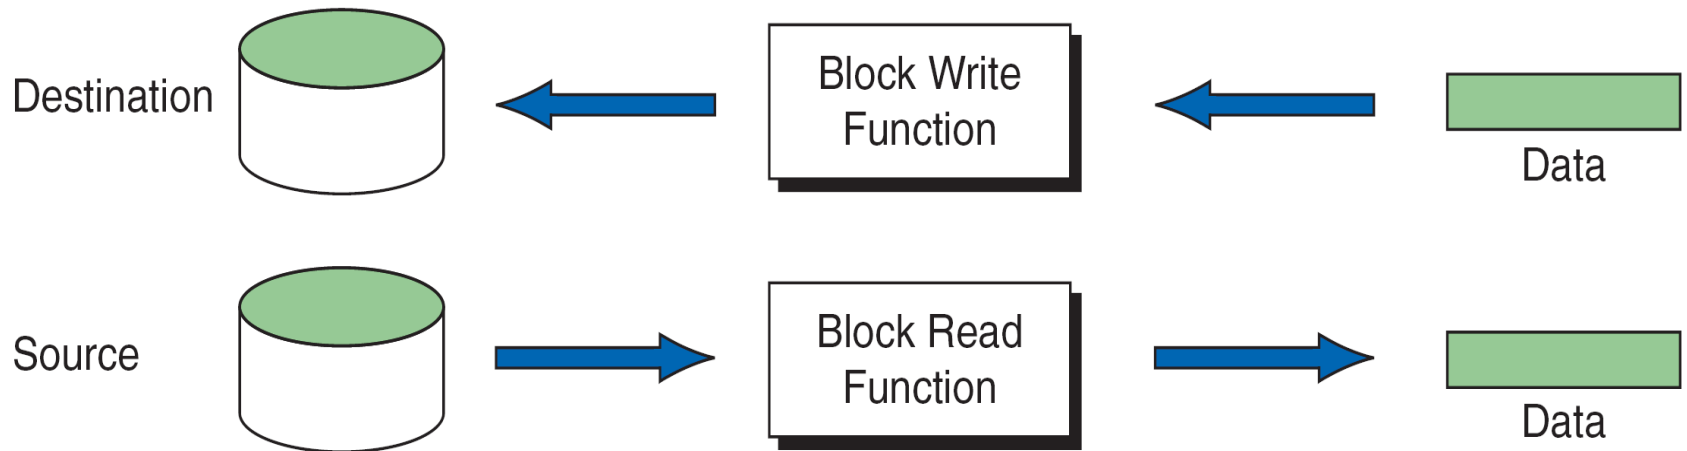 Destination
Block Write
Function
Data
Source
Block Read
Function
Data